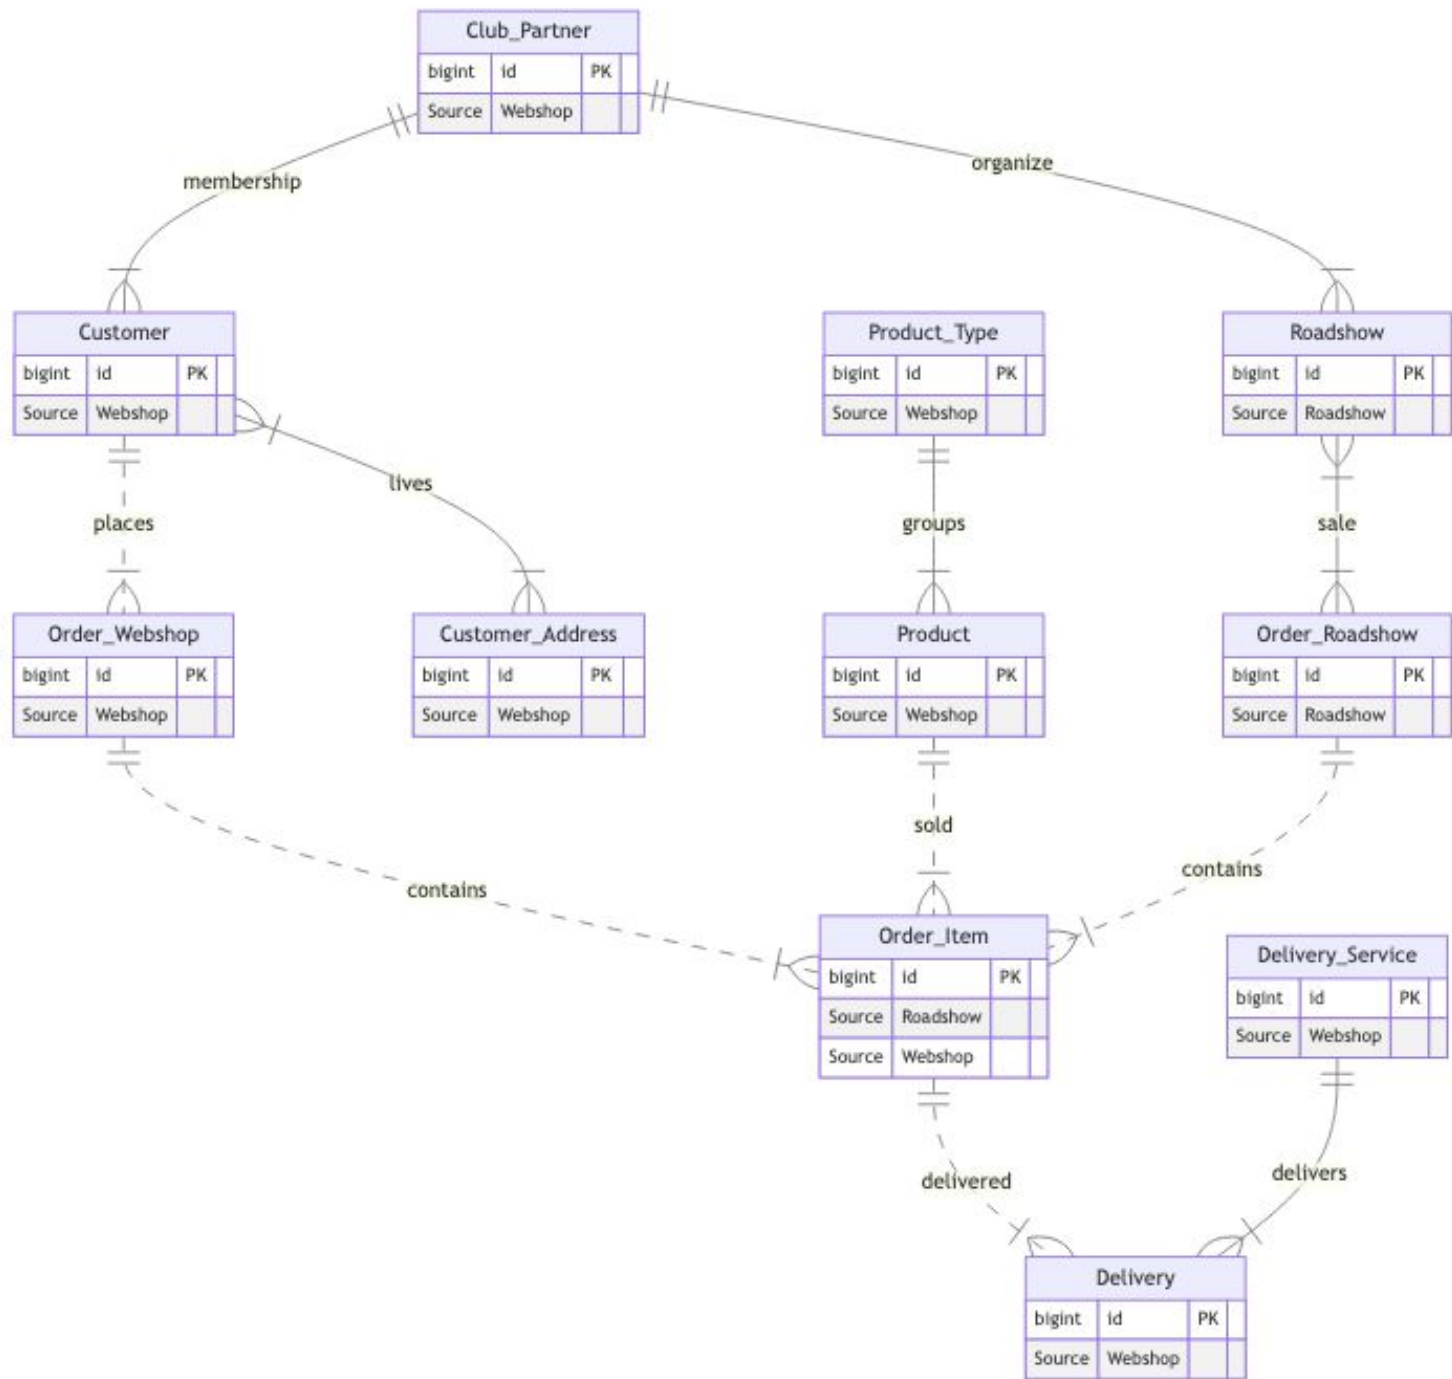 Club_Partner
bigint id PK
Source Webshop
membership
organize
Customer
bigint id PK
Source Webshop
Product_Type
bigint id PK
Source Webshop
Roadshow
bigint id PK
Source Roadshow
lives
places
groups
sale
Order_Webshop
bigint id PK
Source Webshop
Customer_Address
bigint id PK
Source Webshop
Product
bigint id PK
Source Webshop
Order_Roadshow
bigint id PK
Source Roadshow
sold
contains
contains
Order_Item
bigint id PK
Source Roadshow
Source Webshop
Delivery_Service
bigint id PK
Source Webshop
delivered
delivers
Delivery
bigint id PK
Source Webshop